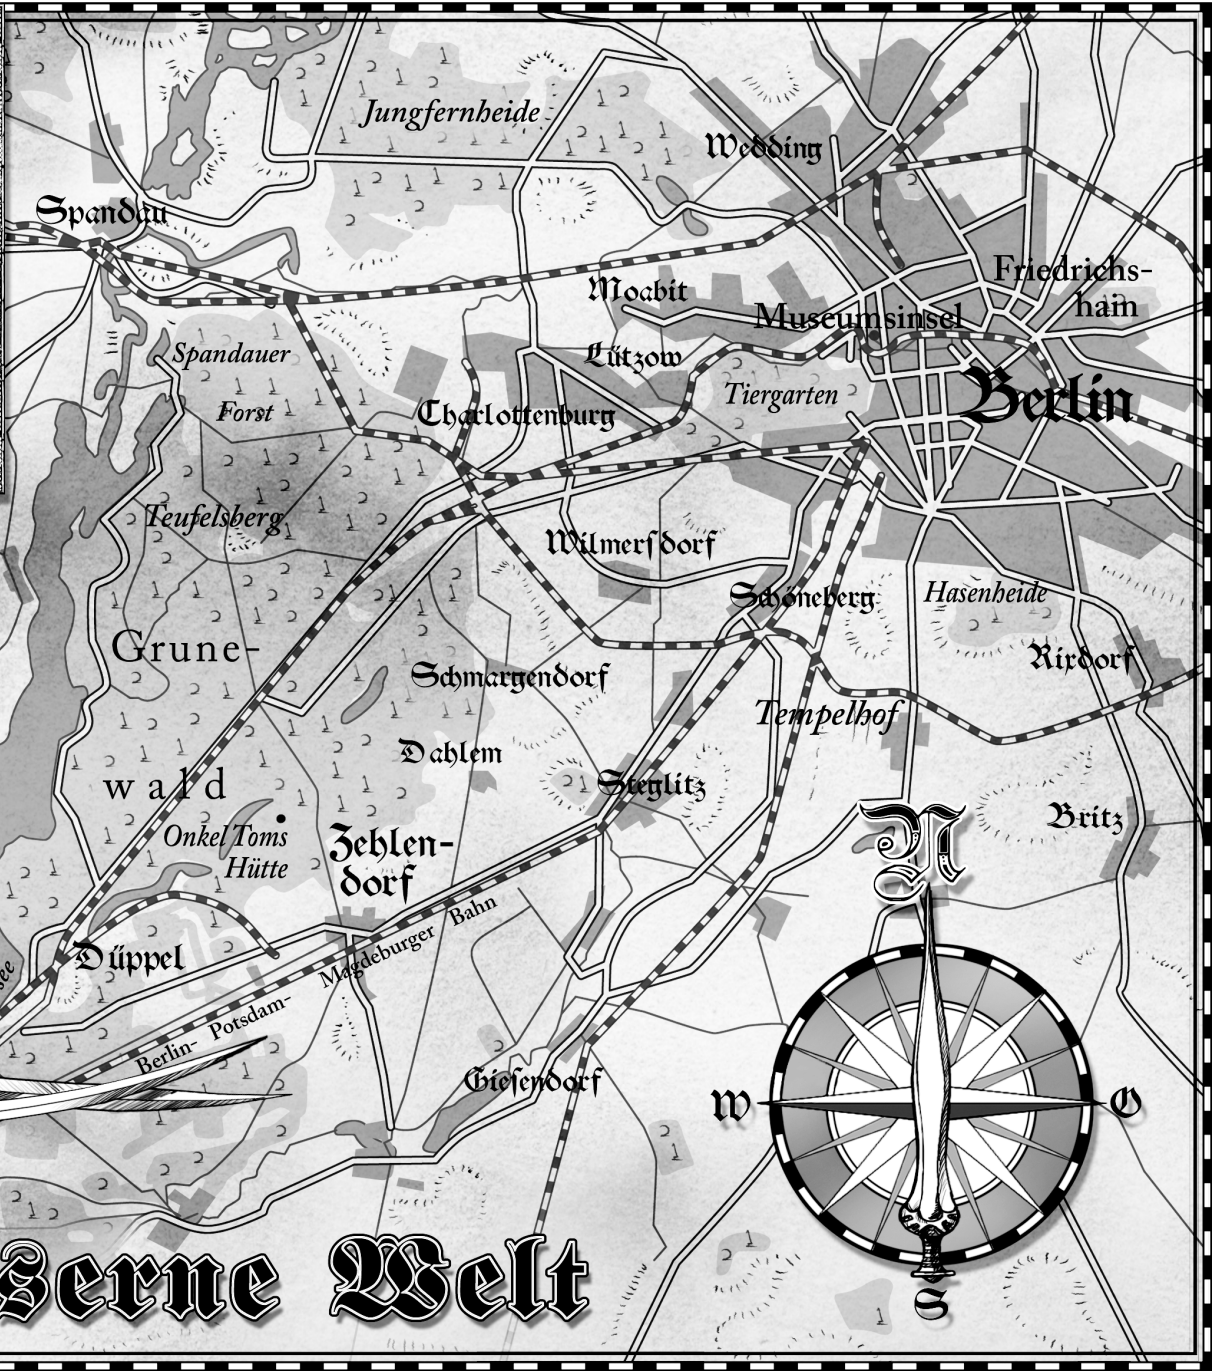 Jungfernheide
Wedding
Spandau
Friedrichs-
hain
Moabit
Museumsinsel
Spandauer
Forst
Lützow
Tiergarten
Berlin
Charlottenburg
Teufelsberg
Wilmersdorf
Schöneberg
Hasenheide
Grune-
wald
Schmargendorf
Rixdorf
Tempelhof
Dahlem
Steglitz
Onkel Toms
Hütte
Zehlen-
dorf
Britz
N
Düppel
see
Berlin- Potsdam- Magdeburger Bahn
Giesendorf
W
O
S
serne Welt